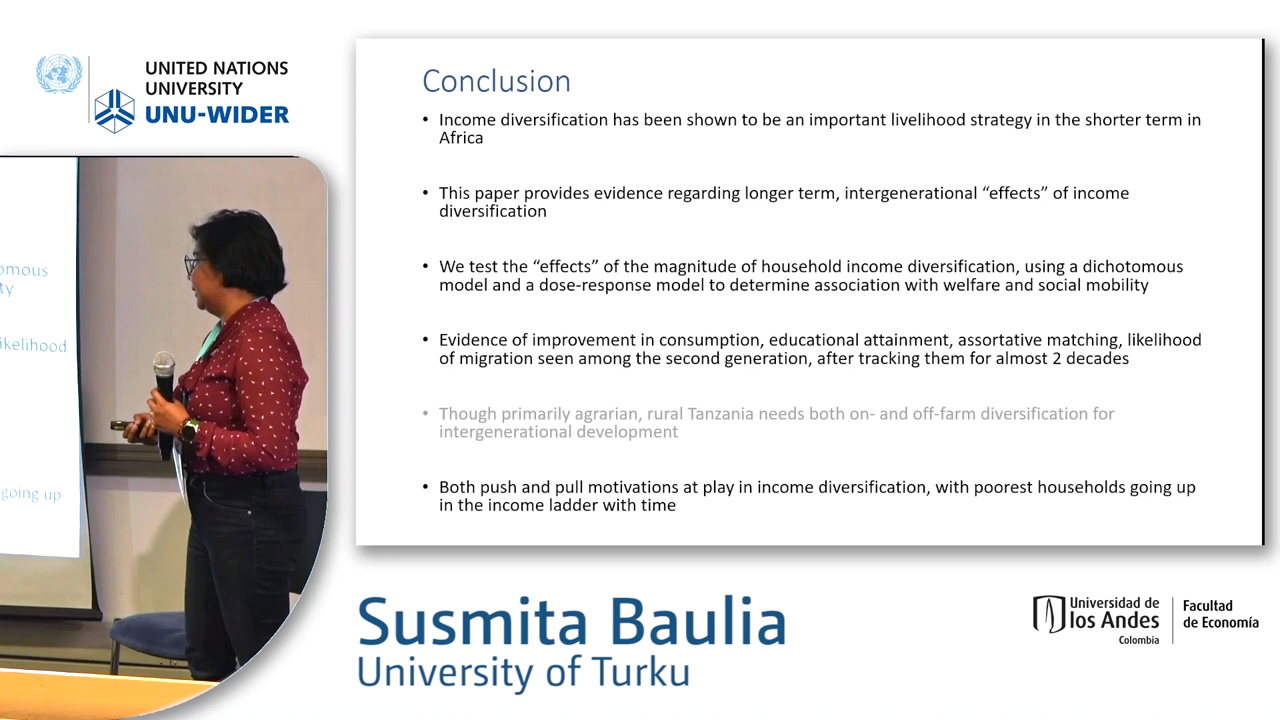 UNITED NATIONS
UNIVERSITY
UNU-WIDER
omous
ty
ikelihood
going up
Conclusion
• Income diversification has been shown to be an important livelihood strategy in the shorter term in
Africa
• This paper provides evidence regarding longer term, intergenerational “effects” of income
diversification
• We test the “effects” of the magnitude of household income diversification, using a dichotomous
model and a dose-response model to determine association with welfare and social mobility
• Evidence of improvement in consumption, educational attainment, assortative matching, likelihood
of migration seen among the second generation, after tracking them for almost 2 decades
• Though primarily agrarian, rural Tanzania needs both on- and off-farm diversification for
intergenerational development
• Both push and pull motivations at play in income diversification, with poorest households going up
in the income ladder with time
Susmita Baulia
University of Turku
Universidad de
los Andes
Colombia
Facultad
de Economía